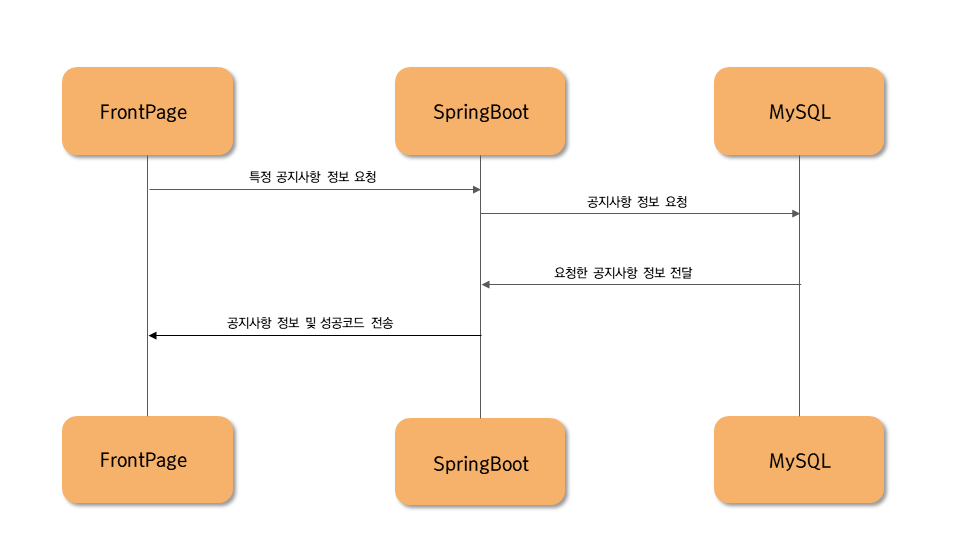 FrontPage
SpringBoot
MySQL
특정 공지사항 정보 요청
공지사항 정보 요청
요청한 공지사항 정보 전달
공지사항 정보 및 성공코드 전송
FrontPage
SpringBoot
MySQL